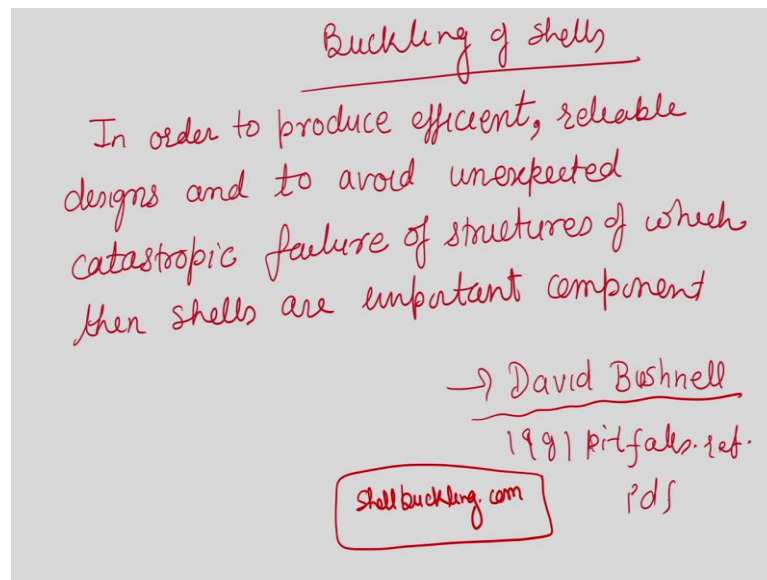 Buckling of shells
In order to produce efficient, reliable
designs and to avoid unexpected
catastropic failure of structures of which
then shells are important component
→ David Bushnell
1981 pitfalls.ref.
pdf
shellbuckling.com